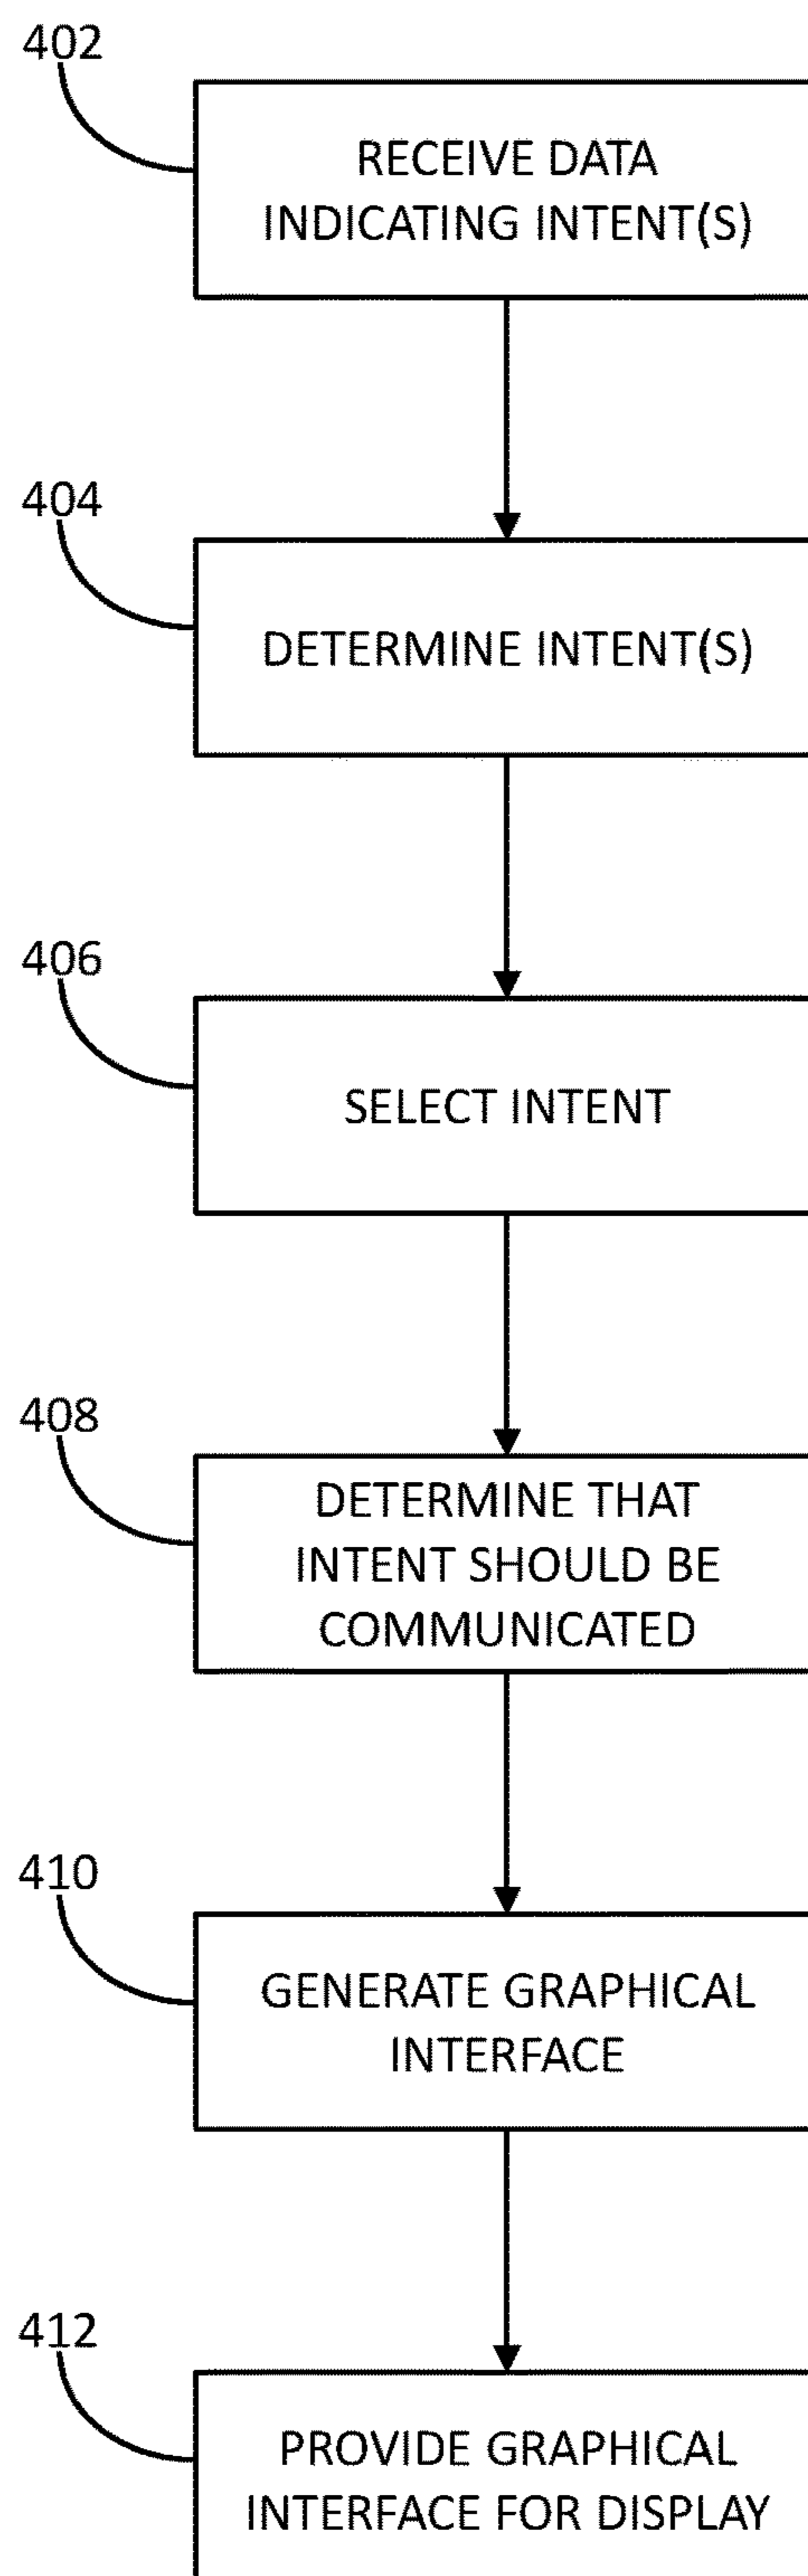 402
RECEIVE DATA
INDICATING INTENT(S)
404
DETERMINE INTENT(S)
406
SELECT INTENT
408
DETERMINE THAT
INTENT SHOULD BE
COMMUNICATED
410
GENERATE GRAPHICAL
INTERFACE
412
PROVIDE GRAPHICAL
INTERFACE FOR DISPLAY